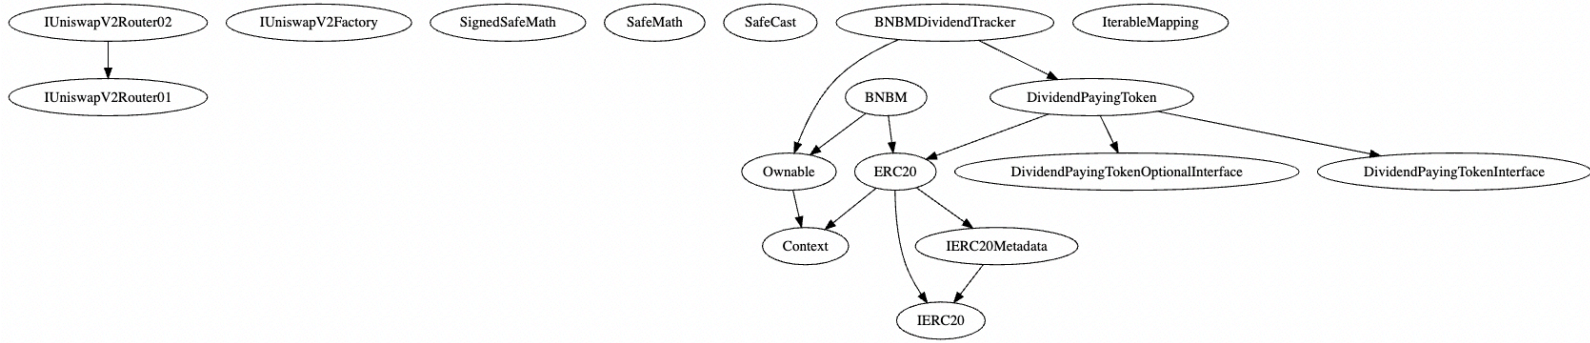 IUniswapV2Router02
IUniswapV2Factory
SignedSafeMath
SafeMath
SafeCast
BNBMDividendTracker
IterableMapping
IUniswapV2Router01
BNBM
DividendPayingToken
Ownable
ERC20
DividendPayingTokenOptionalInterface
DividendPayingTokenInterface
Context
IERC20Metadata
IERC20